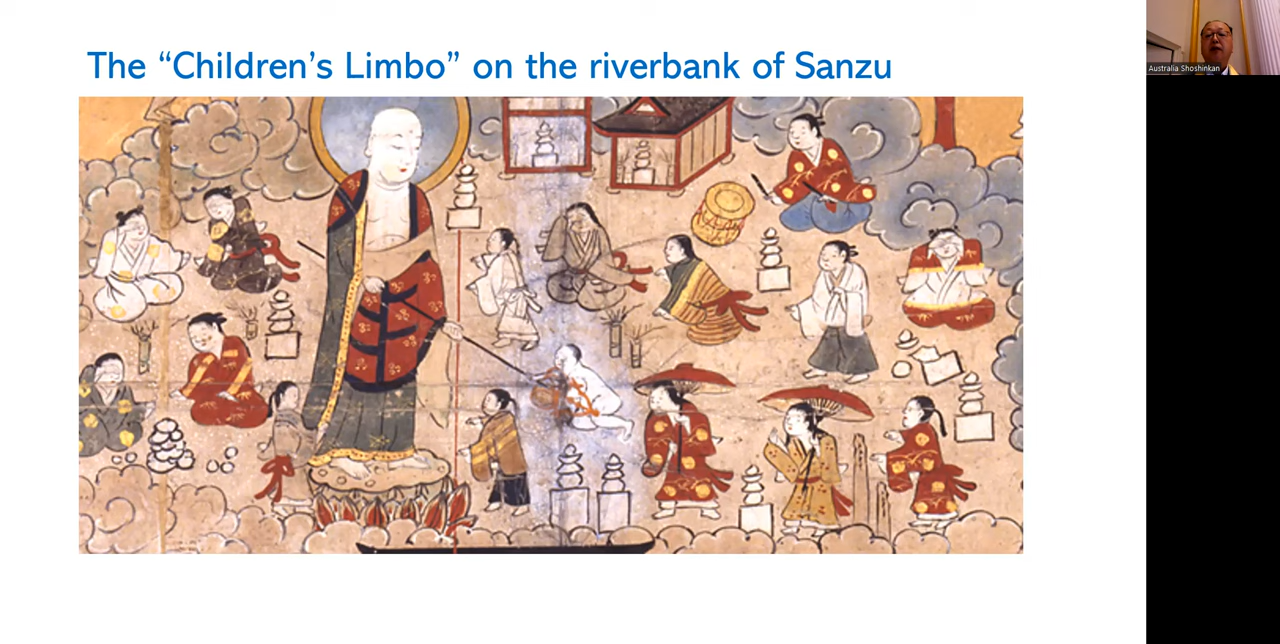 The “Children’s Limbo” on the riverbank of Sanzu
Australia Shoshinkan